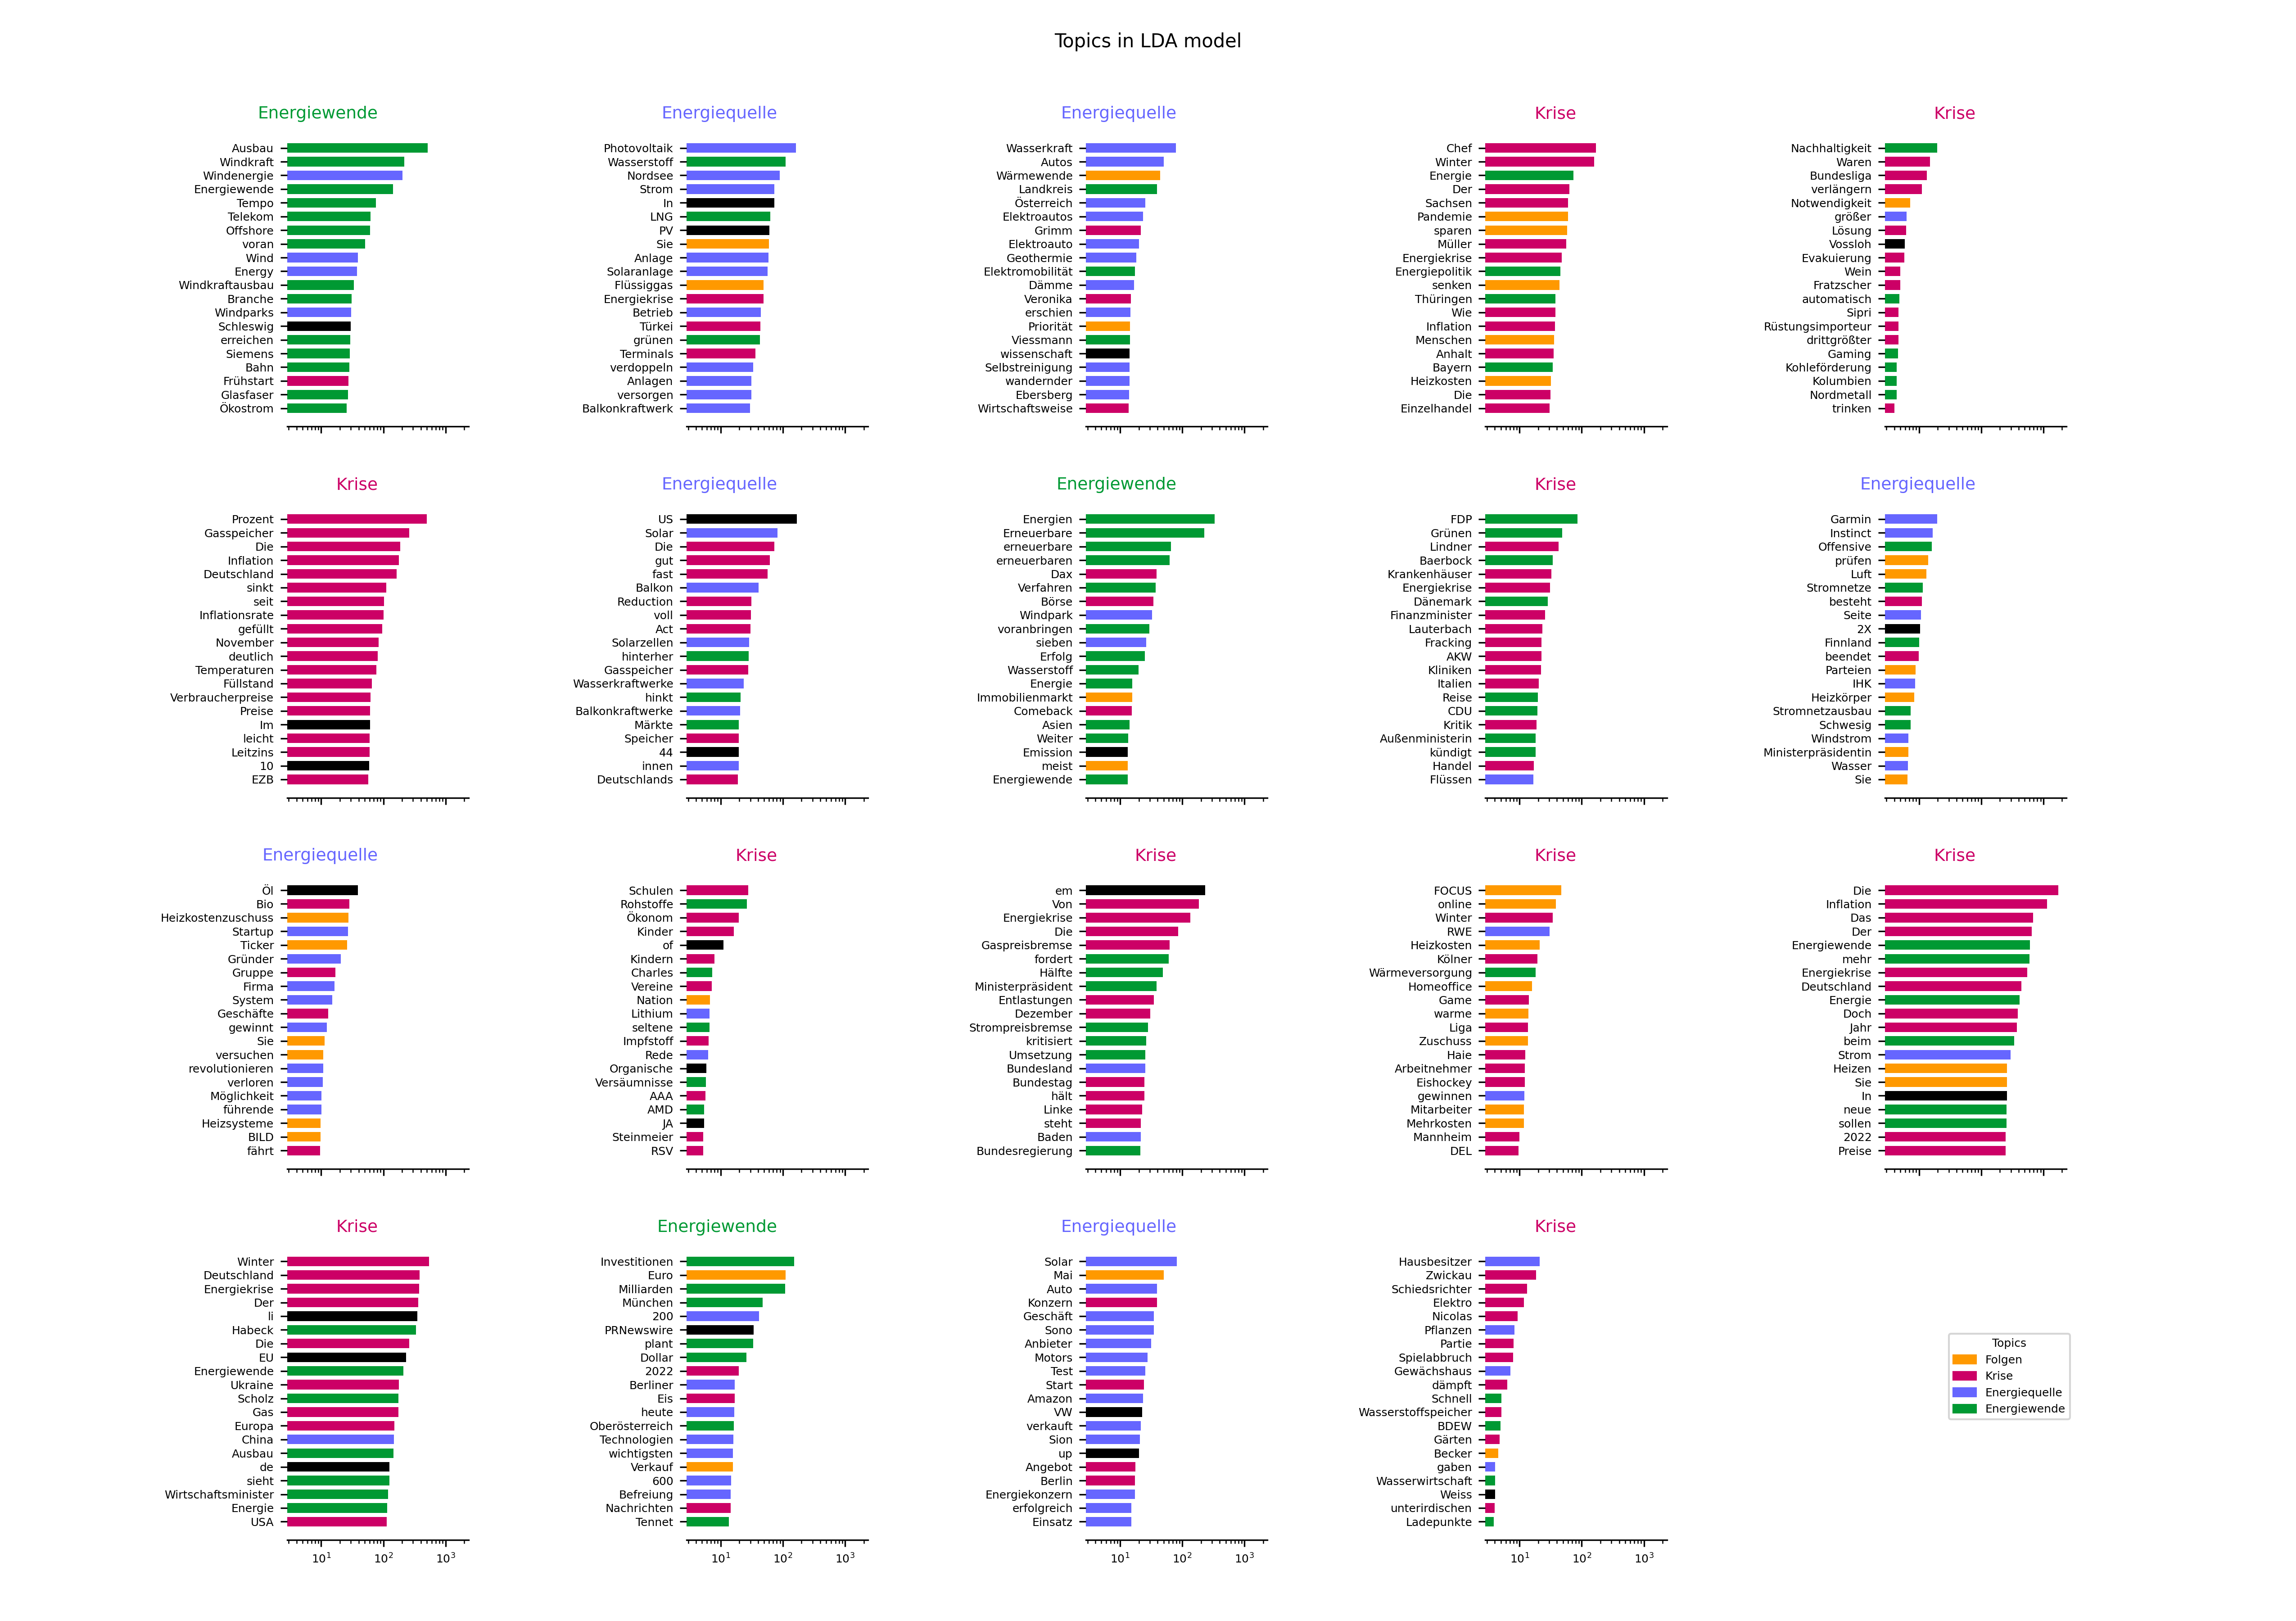 Topics in LDA model
Energiewende
Ausbau
Windkraft
Windenergie
Energiewende
Tempo
Telekom
Offshore
voran
Wind
Energy
Windkraftausbau
Branche
Windparks
Schleswig
erreichen
Siemens
Bahn
Frühstart
Glasfaser
Ökostrom
Energiequelle
Photovoltaik
Wasserstoff
Nordsee
Strom
In
LNG
PV
Sie
Anlage
Solaranlage
Flüssiggas
Energiekrise
Betrieb
Türkei
grünen
Terminals
verdoppeln
Anlagen
versorgen
Balkonkraftwerk
Energiequelle
Wasserkraft
Autos
Wärmewende
Landkreis
Österreich
Elektroautos
Grimm
Elektroauto
Geothermie
Elektromobilität
Dämme
Veronika
erschien
Priorität
Viessmann
wissenschaft
Selbstreinigung
wandernder
Ebersberg
Wirtschaftsweise
Krise
Chef
Winter
Energie
Der
Sachsen
Pandemie
sparen
Müller
Energiekrise
Energiepolitik
senken
Thüringen
Wie
Inflation
Menschen
Anhalt
Bayern
Heizkosten
Die
Einzelhandel
Krise
Nachhaltigkeit
Waren
Bundesliga
verlängern
Notwendigkeit
größer
Lösung
Vossloh
Evakuierung
Wein
Fratzscher
automatisch
Sipri
Rüstungsimporteur
drittgrößter
Gaming
Kohleförderung
Kolumbien
Nordmetall
trinken
Krise
Prozent
Gasspeicher
Die
Inflation
Deutschland
sinkt
seit
Inflationsrate
gefüllt
November
deutlich
Temperaturen
Füllstand
Verbraucherpreise
Preise
Im
leicht
Leitzins
10
EZB
Energiequelle
US
Solar
Die
gut
fast
Balkon
Reduction
voll
Act
Solarzellen
hinterher
Gasspeicher
Wasserkraftwerke
hinkt
Balkonkraftwerke
Märkte
Speicher
44
innen
Deutschlands
Energiewende
Energien
Erneuerbare
erneuerbare
erneuerbaren
Dax
Verfahren
Börse
Windpark
voranbringen
sieben
Erfolg
Wasserstoff
Energie
Immobilienmarkt
Comeback
Asien
Weiter
Emission
meist
Energiewende
Krise
FDP
Grünen
Lindner
Baerbock
Krankenhäuser
Energiekrise
Dänemark
Finanzminister
Lauterbach
Fracking
AKW
Kliniken
Italien
Reise
CDU
Kritik
Außenministerin
kündigt
Handel
Flüssen
Energiequelle
Garmin
Instinct
Offensive
prüfen
Luft
Stromnetze
besteht
Seite
2X
Finnland
beendet
Parteien
IHK
Heizkörper
Stromnetzausbau
Schwesig
Windstrom
Ministerpräsidentin
Wasser
Sie
Energiequelle
Öl
Bio
Heizkostenzuschuss
Startup
Ticker
Gründer
Gruppe
Firma
System
Geschäfte
gewinnt
Sie
versuchen
revolutionieren
verloren
Möglichkeit
führende
Heizsysteme
BILD
fährt
Krise
Schulen
Rohstoffe
Ökonom
Kinder
of
Kindern
Charles
Vereine
Nation
Lithium
seltene
Impfstoff
Rede
Organische
Versäumnisse
AAA
AMD
JA
Steinmeier
RSV
Krise
em
Von
Energiekrise
Die
Gaspreisbremse
fordert
Hälfte
Ministerpräsident
Entlastungen
Dezember
Strompreisbremse
kritisiert
Umsetzung
Bundesland
Bundestag
hält
Linke
steht
Baden
Bundesregierung
Krise
FOCUS
online
Winter
RWE
Heizkosten
Kölner
Wärmeversorgung
Homeoffice
Game
warme
Liga
Zuschuss
Haie
Arbeitnehmer
Eishockey
gewinnen
Mitarbeiter
Mehrkosten
Mannheim
DEL
Krise
Die
Inflation
Das
Der
Energiewende
mehr
Energiekrise
Deutschland
Energie
Doch
Jahr
beim
Strom
Heizen
Sie
In
neue
sollen
2022
Preise
Krise
Winter
Deutschland
Energiekrise
Der
li
Habeck
Die
EU
Energiewende
Ukraine
Scholz
Gas
Europa
China
Ausbau
de
sieht
Wirtschaftsminister
Energie
USA
10¹ 10² 10³
Energiewende
Investitionen
Euro
Milliarden
München
200
PRNewswire
plant
Dollar
2022
Berliner
Eis
heute
Oberösterreich
Technologien
wichtigsten
Verkauf
600
Befreiung
Nachrichten
Tennet
10¹ 10² 10³
Energiequelle
Solar
Mai
Auto
Konzern
Geschäft
Sono
Anbieter
Motors
Test
Start
Amazon
VW
verkauft
Sion
up
Angebot
Berlin
Energiekonzern
erfolgreich
Einsatz
10¹ 10² 10³
Krise
Hausbesitzer
Zwickau
Schiedsrichter
Elektro
Nicolas
Pflanzen
Partie
Spielabbruch
Gewächshaus
dämpft
Schnell
Wasserstoffspeicher
BDEW
Gärten
Becker
gaben
Wasserwirtschaft
Weiss
unterirdischen
Ladepunkte
10¹ 10² 10³
Topics
Folgen
Krise
Energiequelle
Energiewende